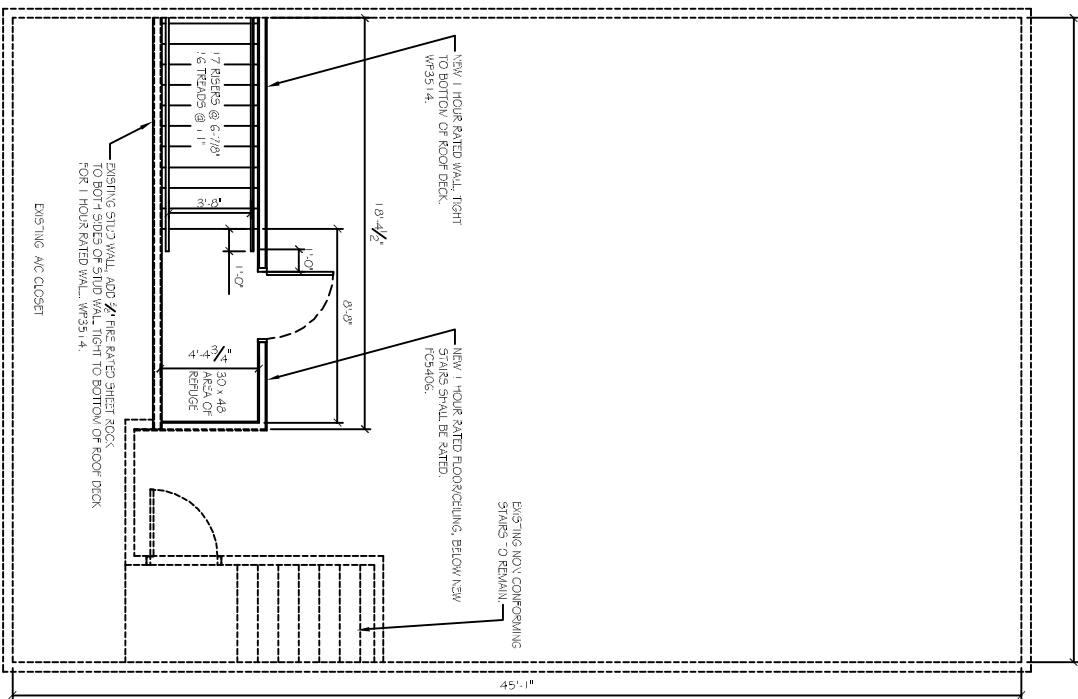 17 RISERS @ 6-7/8"
16 TREADS @ 11"
NEW 1 HOUR RATED WALL, TIGHT
TO BOTTOM OF ROOF DECK.
WP3514.
3'-8"
18'-4 1/2"
1'-0"
1'-0"
8'-8"
EXISTING STUD WALL, ADD 5/8" FIRE RATED SHEET ROCK
TO BOTH SIDES OF STUD WALL TIGHT TO BOTTOM OF ROOF DECK
FOR 1 HOUR RATED WALL. WP3514.
EXISTING A/C CLOSET
4'-4 3/4"
30 x 48
AREA OF
REFUGE
NEW 1 HOUR RATED FLOOR/CEILING, BELOW NEW
STAIRS SHALL BE RATED.
FC5406.
EXISTING NON CONFORMING
STAIRS TO REMAIN.
45'-1"